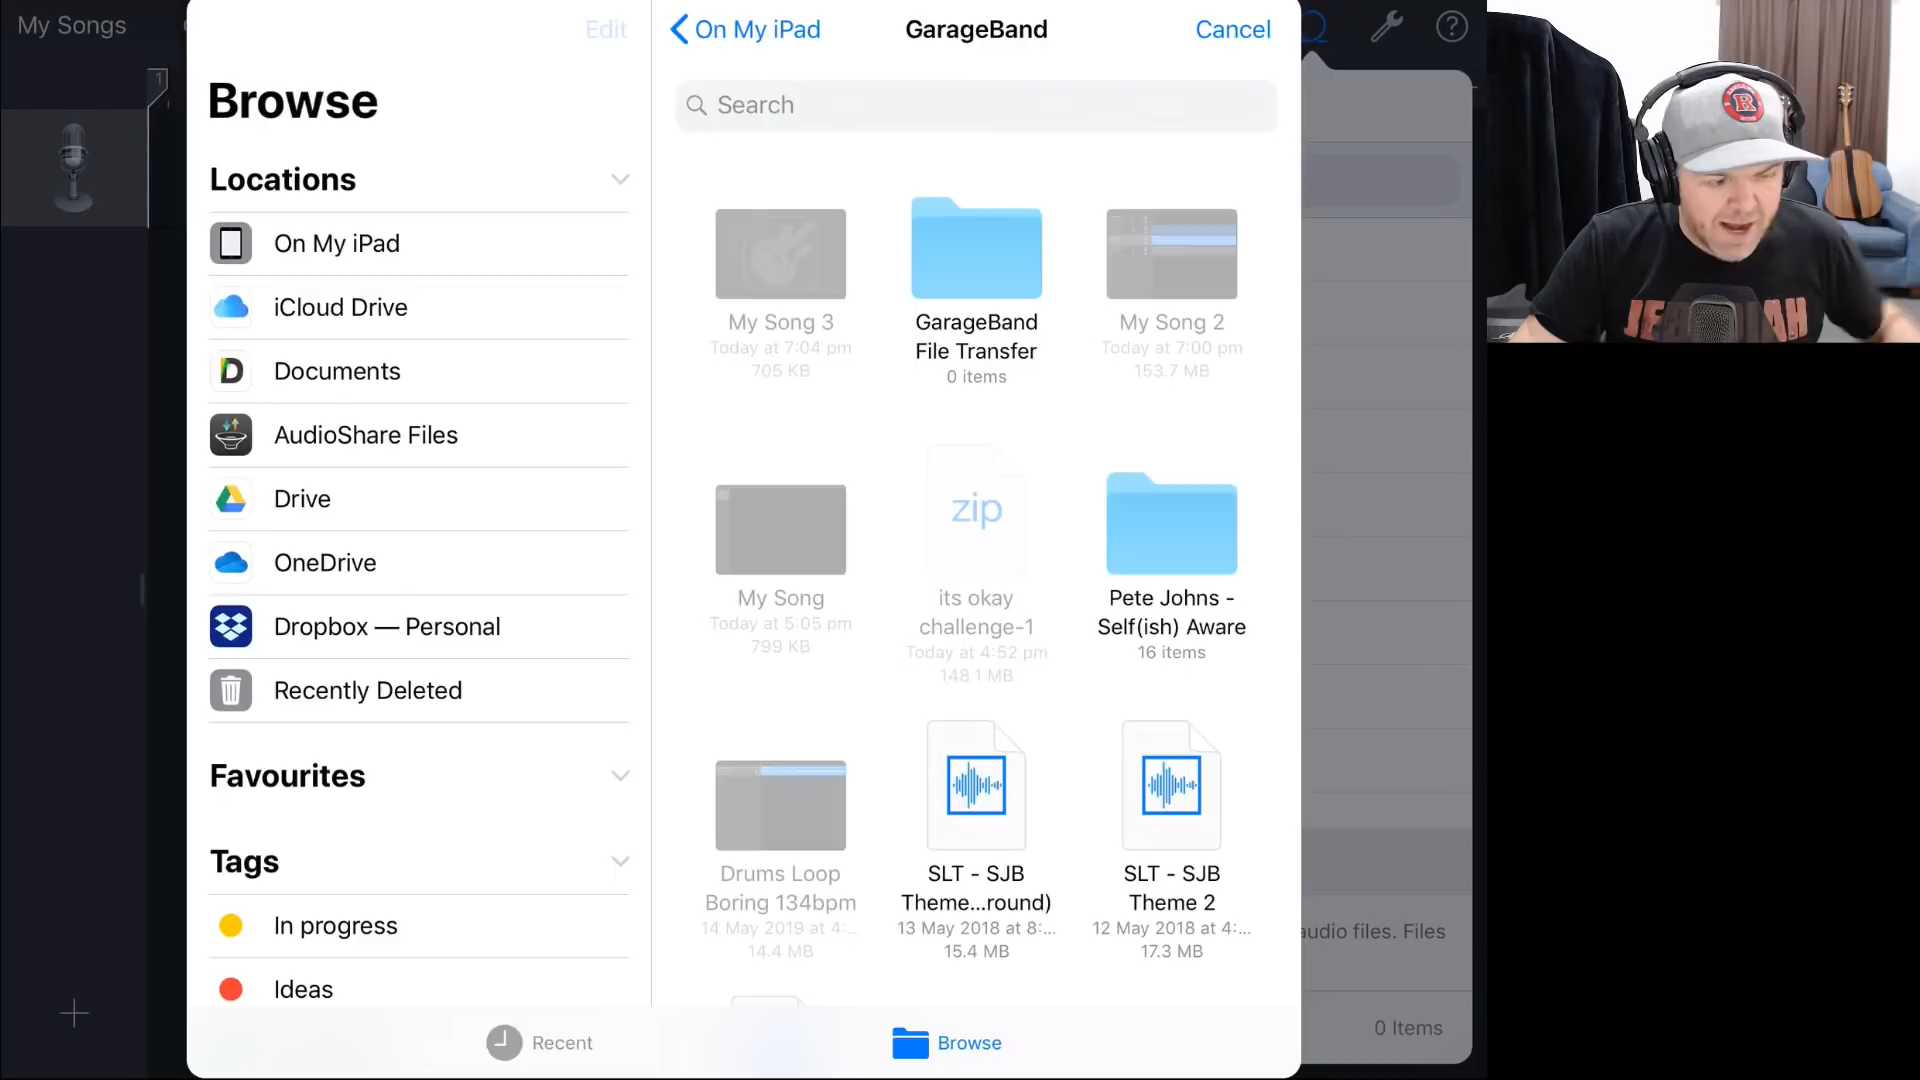 My Songs
Edit
On My iPad
GarageBand
Cancel
1
Search
Browse
Locations
On My iPad
iCloud Drive
Documents
AudioShare Files
Drive
OneDrive
Dropbox — Personal
Recently Deleted
Favourites
Tags
In progress
Ideas
My Song 3
Today at 7:04 pm
705 KB
GarageBand
File Transfer
0 items
My Song 2
Today at 7:00 pm
153.7 MB
My Song
Today at 5:05 pm
799 KB
zip
its okay
challenge-1
Today at 4:52 pm
148.1 MB
Pete Johns -
Self(ish) Aware
16 items
Drums Loop
Boring 134bpm
14 May 2019 at 4:...
14.4 MB
SLT - SJB
Theme...round)
13 May 2018 at 8:...
15.4 MB
SLT - SJB
Theme 2
12 May 2018 at 4:...
17.3 MB
audio files. Files
0 Items
Recent
Browse
R